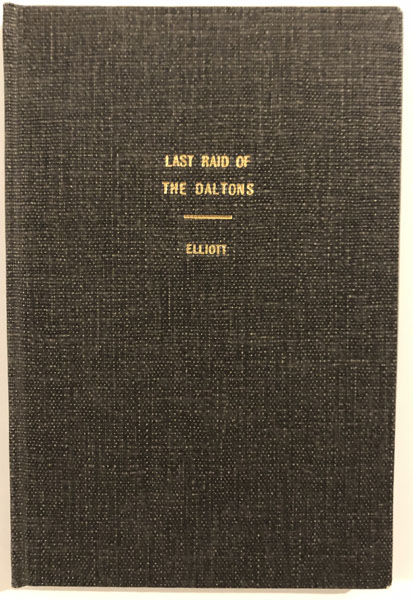 LAST RAID OF
THE DALTONS
ELLIOTT